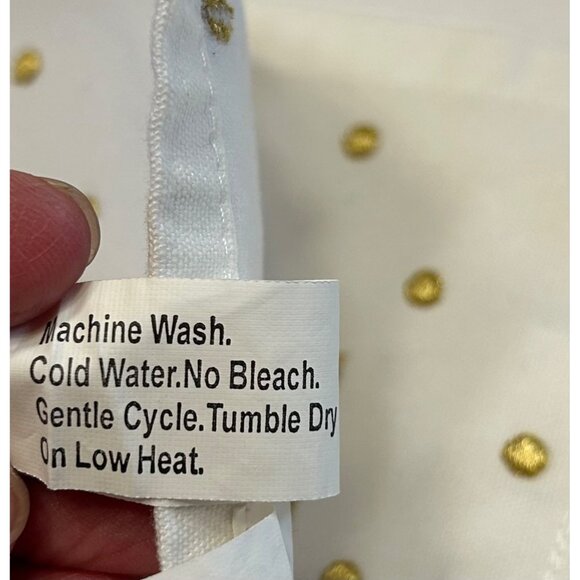 Machine Wash.
Cold Water.No Bleach.
Gentle Cycle.Tumble Dry
On Low Heat.